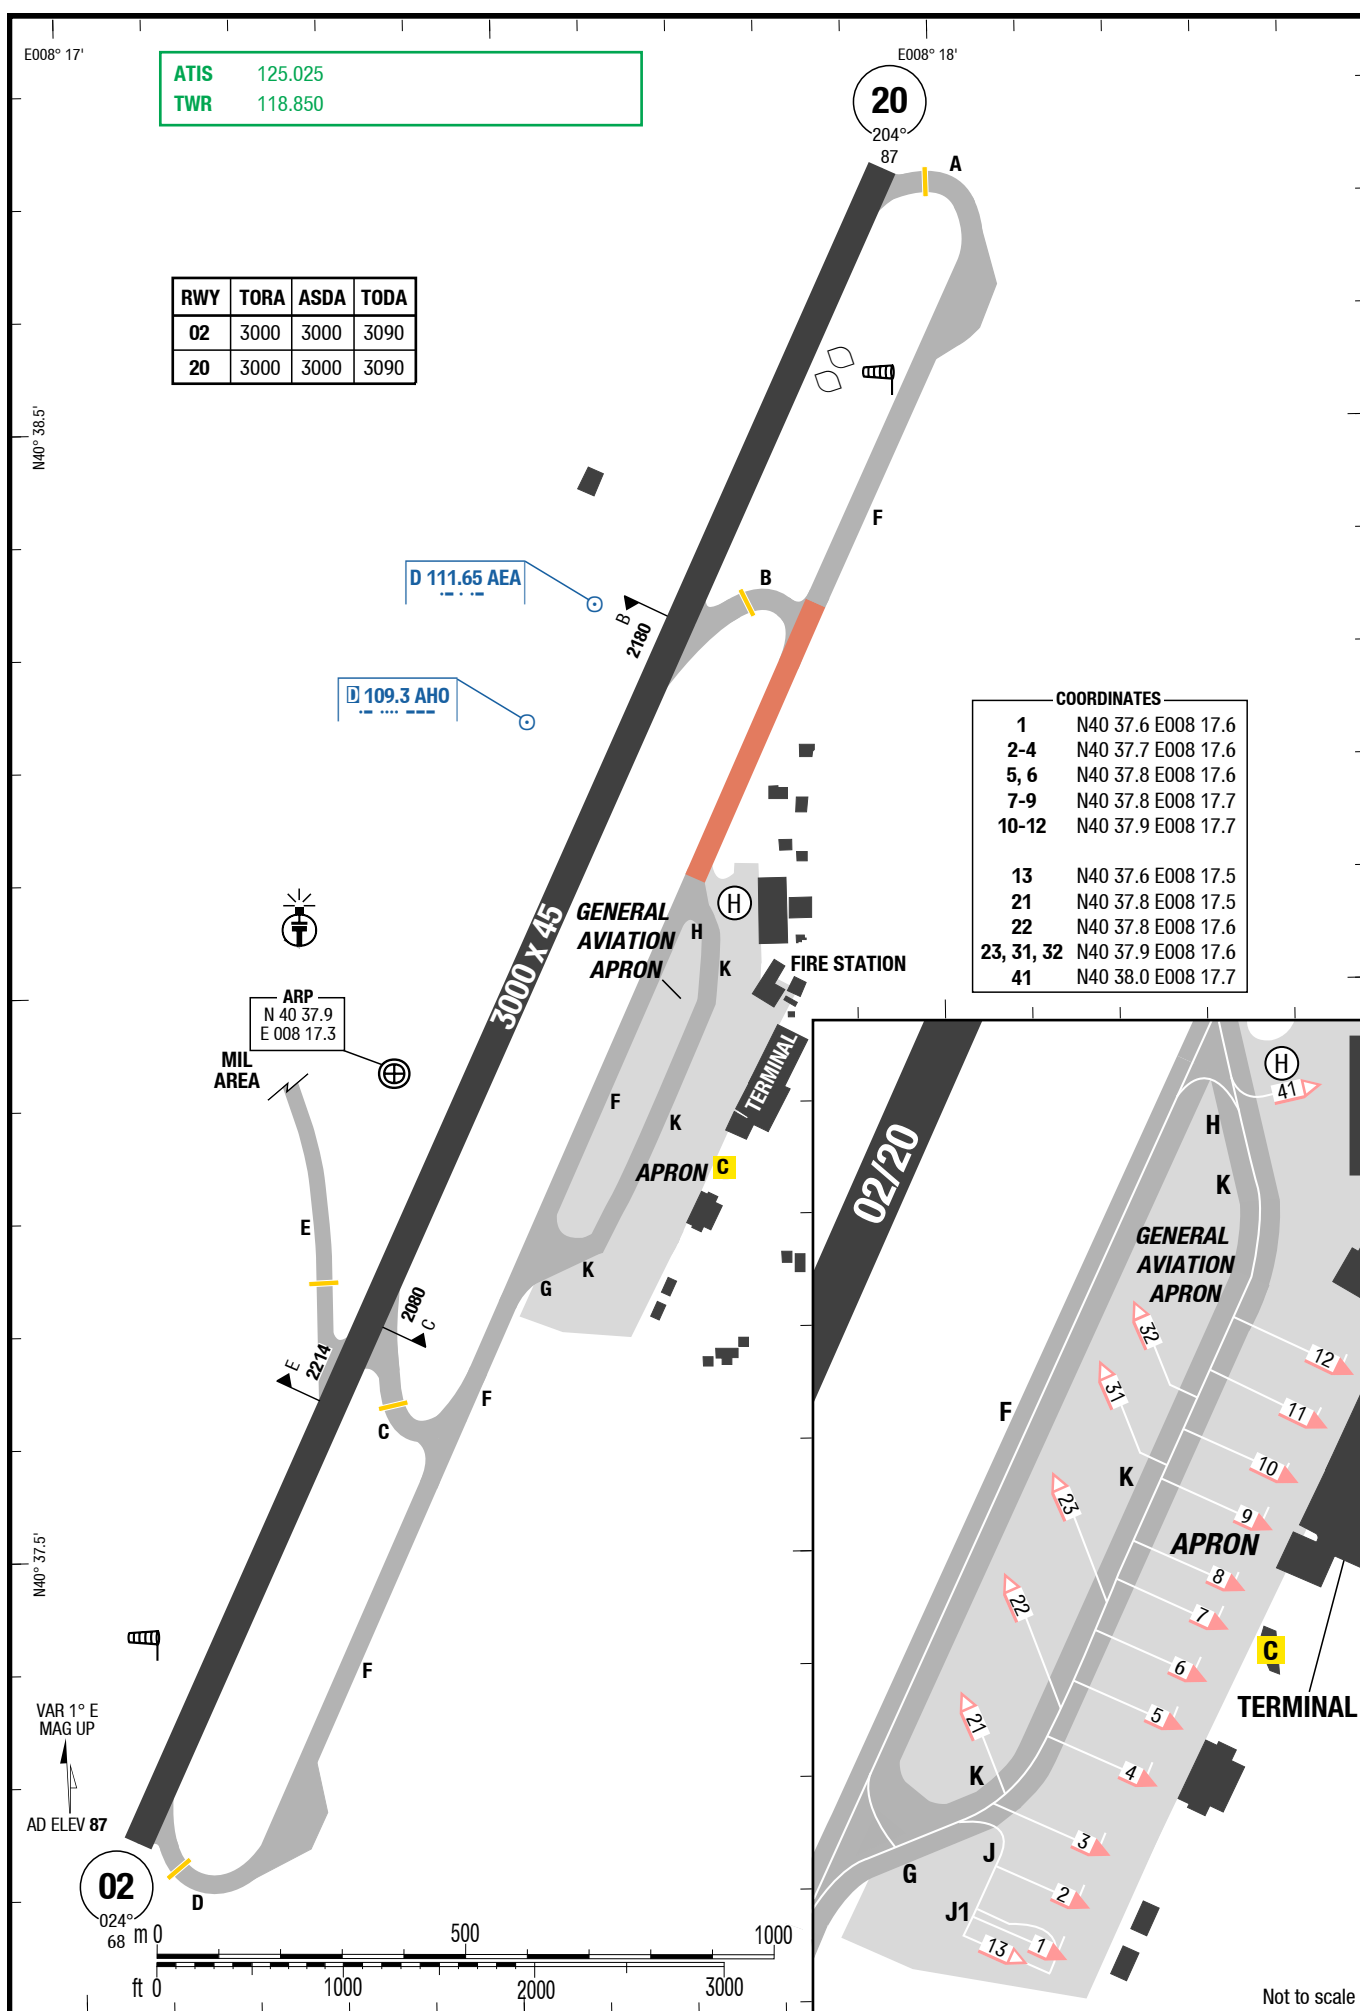 E008° 17'
E008° 18'
ATIS 125.025
TWR 118.850
20
204°
87
A
RWY TORA ASDA TODA
02 3000 3000 3090
20 3000 3000 3090
N40° 38.5'
F
D 111.65 AEA
B
B
2180
D 109.3 AHO
COORDINATES
1 N40 37.6 E008 17.6
2-4 N40 37.7 E008 17.6
5, 6 N40 37.8 E008 17.6
7-9 N40 37.8 E008 17.7
10-12 N40 37.9 E008 17.7
13 N40 37.6 E008 17.5
21 N40 37.8 E008 17.5
22 N40 37.8 E008 17.6
23, 31, 32 N40 37.9 E008 17.6
41 N40 38.0 E008 17.7
3000 x 45
GENERAL
AVIATION
APRON
H
H
K
FIRE STATION
ARP
N 40 37.9
E 008 17.3
MIL
AREA
TERMINAL
F
K
APRON C
E
K
G
2080
C
E
2214
F
C
N40° 37.5'
F
VAR 1° E
MAG UP
AD ELEV 87
02
024°
68
D
m 0 500 1000
ft 0 1000 2000 3000
02/20
H
41
H
K
GENERAL
AVIATION
APRON
32
12
31
11
F
10
K
23
9
APRON
8
22
7
C
6
TERMINAL
5
21
K
4
3
J
G
2
J1
13
1
Not to scale